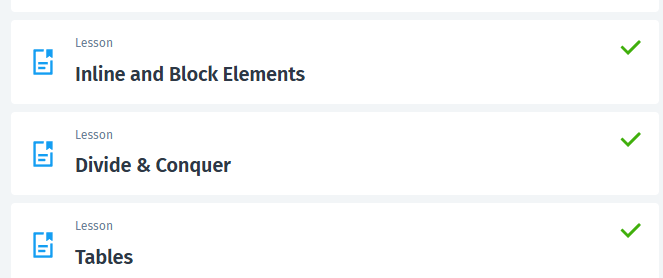 Lesson
Inline and Block Elements
Lesson
Divide & Conquer
Lesson
Tables